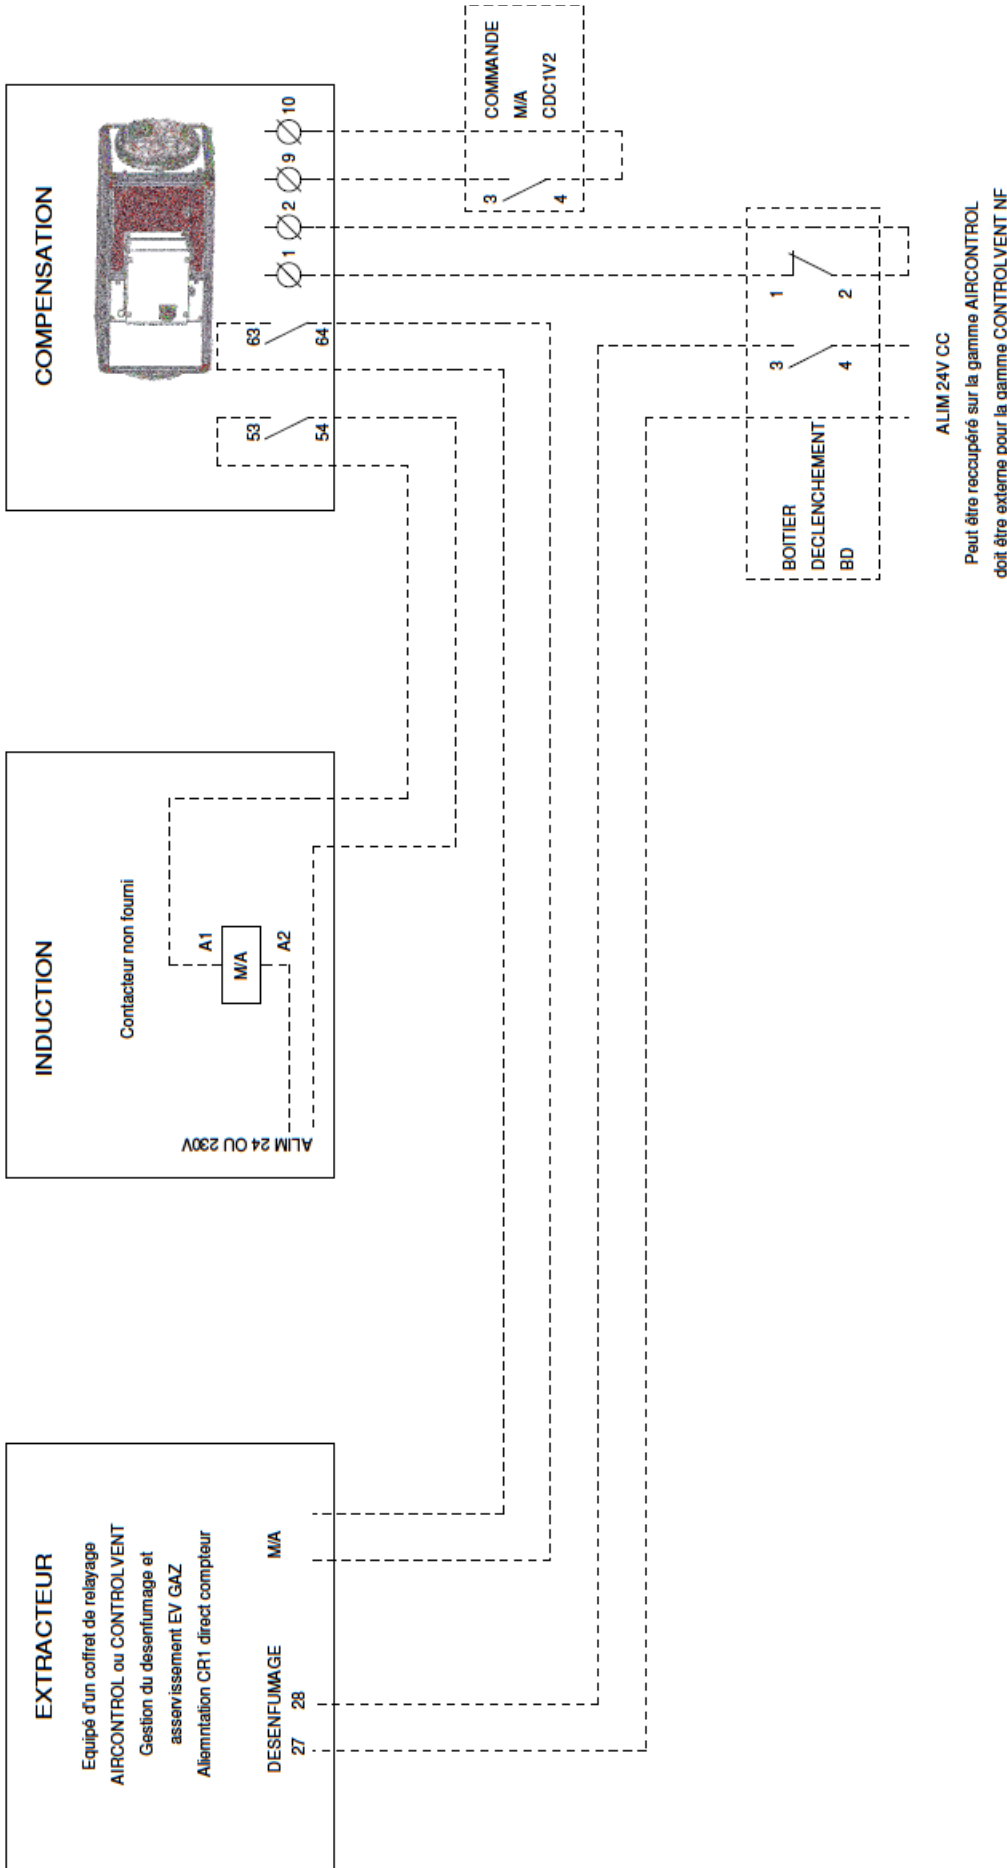 EXTRACTEUR
Equipé d'un coffret de relayage
AIRCONTROL ou CONTROLVENT
Gestion du desenfumage et
asservissement EV GAZ
Aliemntation CR1 direct compteur
DESENFUMAGE
27
28
M/A
INDUCTION
Contacteur non fourni
A1
M/A
A2
ALIM 24 OU 230V
COMPENSATION
53
54
63
64
1
2
9
10
COMMANDE
M/A
CDC1V2
3
4
BOITIER
DECLENCHEMENT
BD
3
4
1
2
ALIM 24V CC
Peut être reccupéré sur la gamme AIRCONTROL
doit être externe pour la gamme CONTROLVENT NF